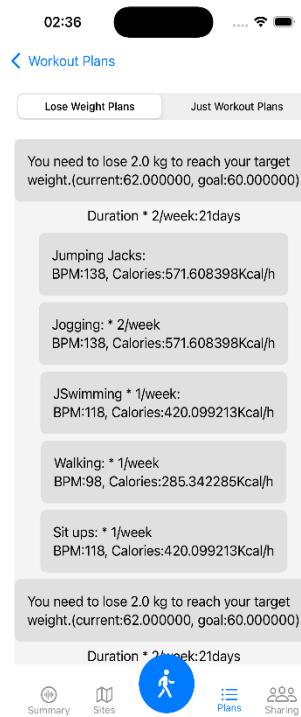 02:36
Workout Plans
Lose Weight Plans
Just Workout Plans
You need to lose 2.0 kg to reach your target
weight.(current:62.000000, goal:60.000000)
Duration * 2/week:21days
Jumping Jacks:
BPM:138, Calories:571.608398Kcal/h
Jogging: * 2/week
BPM:138, Calories:571.608398Kcal/h
JSwimming * 1/week:
BPM:118, Calories:420.099213Kcal/h
Walking: * 1/week
BPM:98, Calories:285.342285Kcal/h
Sit ups: * 1/week
BPM:118, Calories:420.099213Kcal/h
You need to lose 2.0 kg to reach your target
weight.(current:62.000000, goal:60.000000)
Duration * 2/week:21days
Summary
Sites
Plans
Sharing